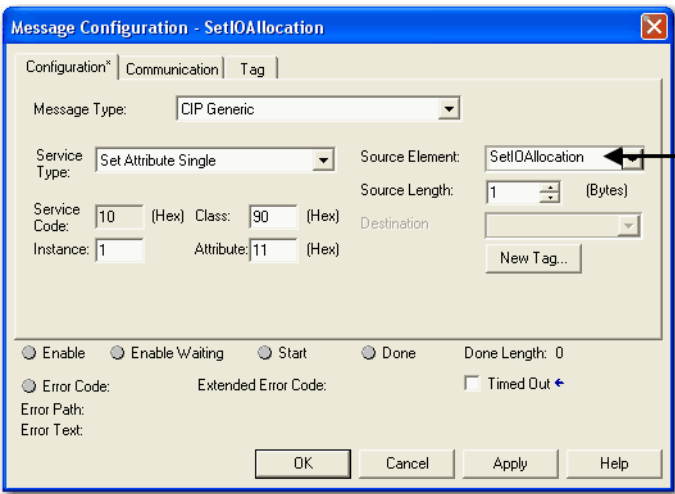 Message Configuration - SetIOAllocation
Configuration* Communication Tag
Message Type: CIP Generic
Service Type: Set Attribute Single Source Element: SetIOAllocation
Source Length: 1 (Bytes)
Service Code: 10 (Hex) Class: 90 (Hex) Destination
Instance: 1 Attribute: 11 (Hex) New Tag...
Enable Enable Waiting Start Done Done Length: 0
Error Code: Extended Error Code: Timed Out
Error Path:
Error Text:
OK Cancel Apply Help